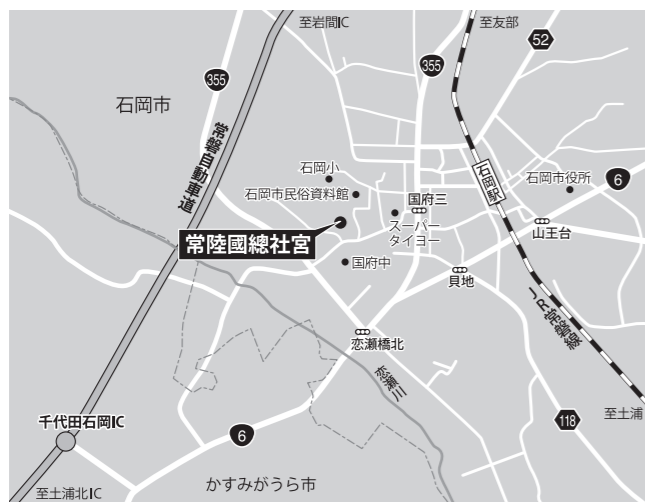 至岩間IC
至友部
52
355
355
石岡市
常磐自動車道
石岡小
石岡市民俗資料館
国府三
石岡駅
石岡市役所
6
スーパー
タイヨー
山王台
常陸國總社宮
国府中
貝地
JR常磐線
恋瀬橋北
恋瀬川
千代田石岡IC
6
118
至土浦
至土浦北IC
かすみがうら市